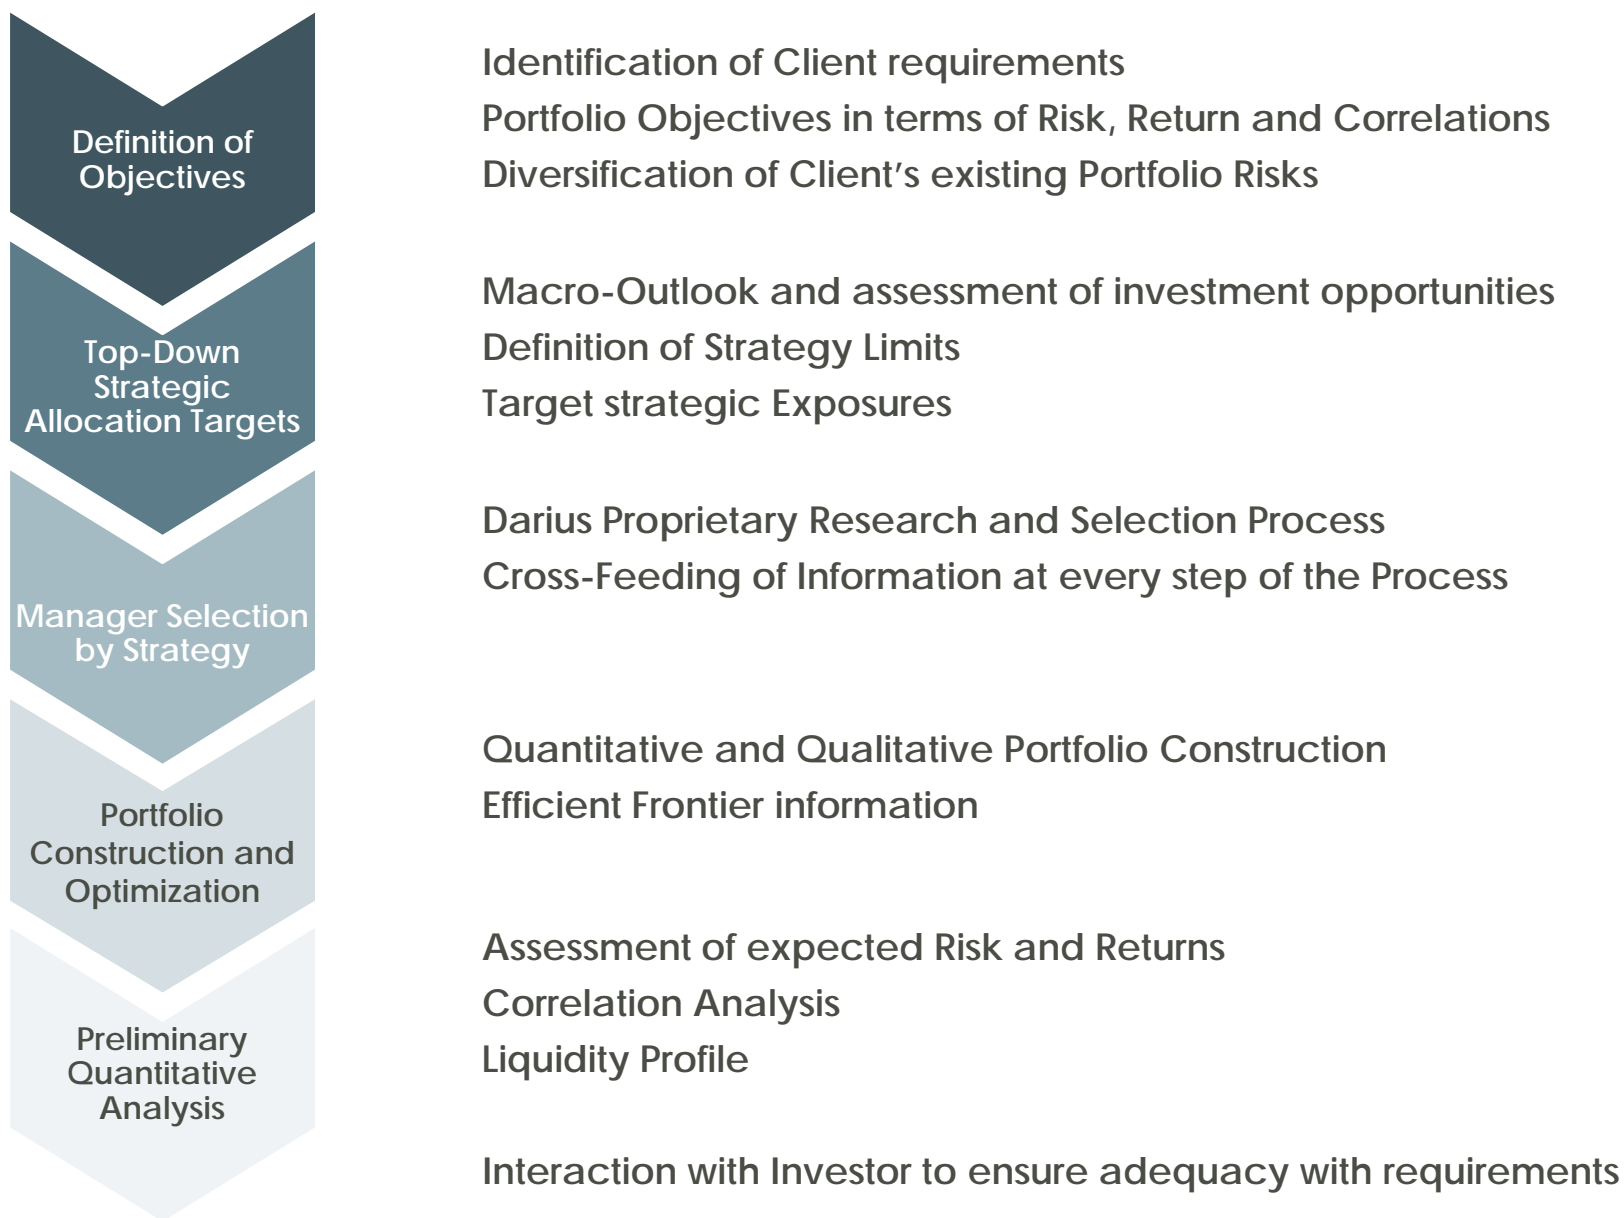 Definition of
Objectives
Identification of Client requirements
Portfolio Objectives in terms of Risk, Return and Correlations
Diversification of Client's existing Portfolio Risks
Top-Down
Strategic
Allocation Targets
Macro-Outlook and assessment of investment opportunities
Definition of Strategy Limits
Target strategic Exposures
Manager Selection
by Strategy
Darius Proprietary Research and Selection Process
Cross-Feeding of Information at every step of the Process
Portfolio
Construction and
Optimization
Quantitative and Qualitative Portfolio Construction
Efficient Frontier information
Preliminary
Quantitative
Analysis
Assessment of expected Risk and Returns
Correlation Analysis
Liquidity Profile
Interaction with Investor to ensure adequacy with requirements